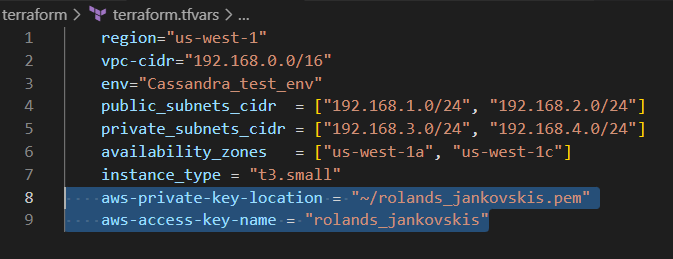 terraform > terraform.tfvars > ...
1 region="us-west-1"
2 vpc-cidr="192.168.0.0/16"
3 env="Cassandra_test_env"
4 public_subnets_cidr = ["192.168.1.0/24", "192.168.2.0/24"]
5 private_subnets_cidr = ["192.168.3.0/24", "192.168.4.0/24"]
6 availability_zones = ["us-west-1a", "us-west-1c"]
7 instance_type = "t3.small"
8 aws-private-key-location = "~/rolands_jankovskis.pem"
9 aws-access-key-name = "rolands_jankovskis"